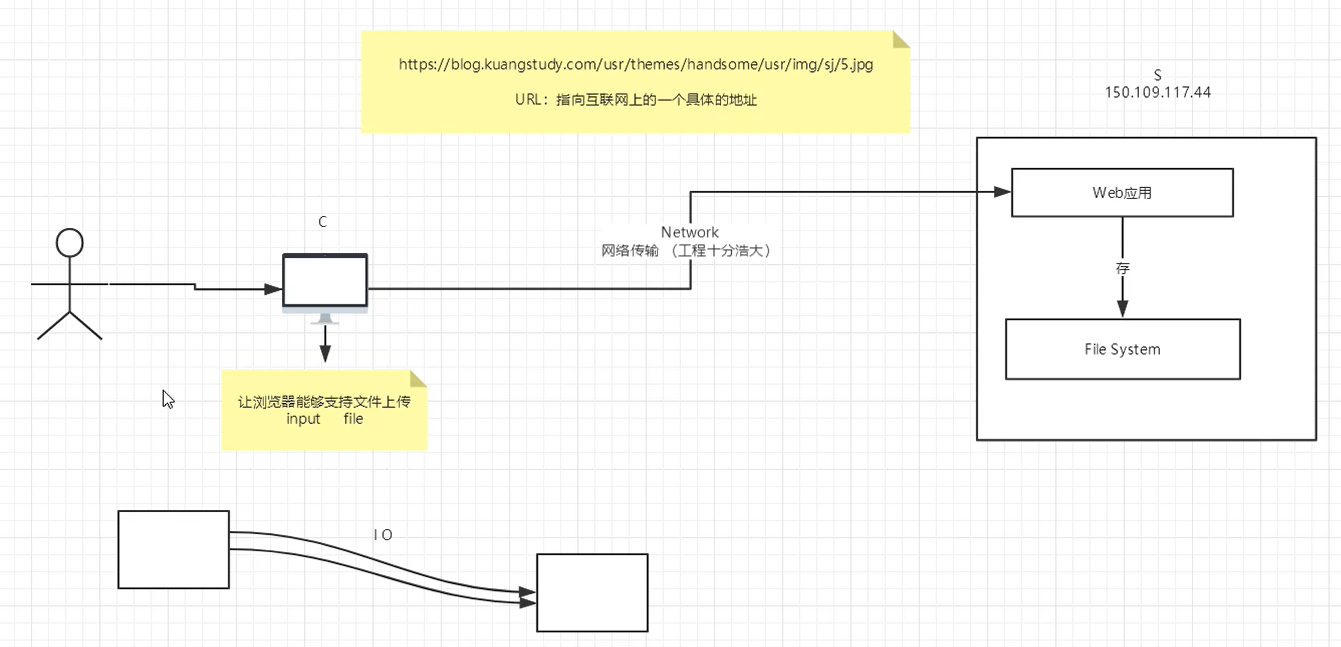 https://blog.kuangstudy.com/usr/themes/handsome/usr/img/sj/5.jpg
URL：指向互联网上的一个具体的地址
S
150.109.117.44
Web应用
C
Network
网络传输 （工程十分浩大）
存
File System
让浏览器能够支持文件上传
input file
I O